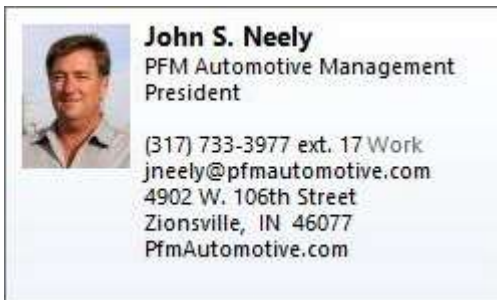 John S. Neely
PFM Automotive Management
President
(317) 733-3977 ext. 17 Work
jneely@pfmautomotive.com
4902 W. 106th Street
Zionsville,  IN  46077
PfmAutomotive.com